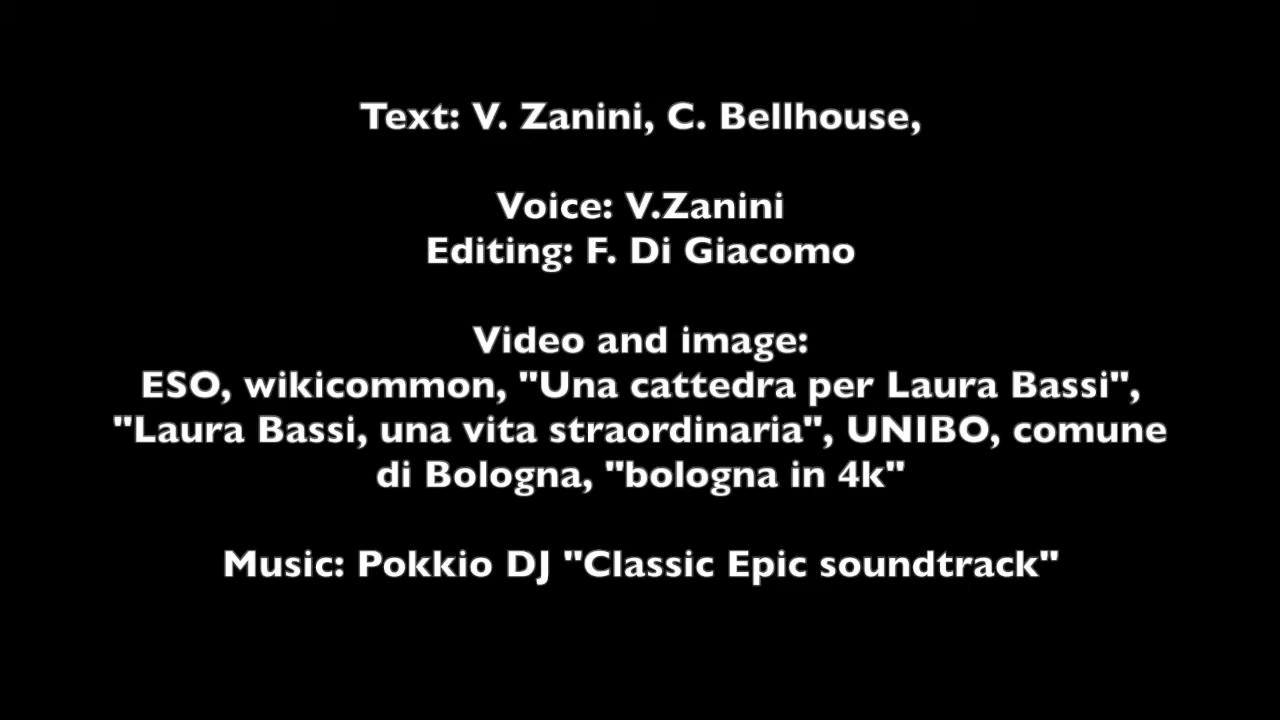 Text: V. Zanini, C. Bellhouse,
Voice: V.Zanini
Editing: F. Di Giacomo
Video and image:
ESO, wikicommon, "Una cattedra per Laura Bassi",
"Laura Bassi, una vita straordinaria", UNIBO, comune
di Bologna, "bologna in 4k"
Music: Pokkio DJ "Classic Epic soundtrack"